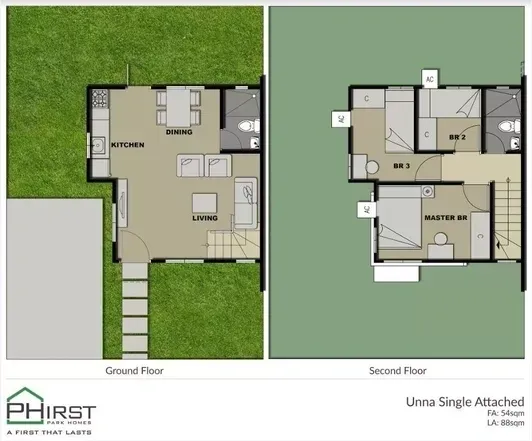 AC
C
AC
DINING
KITCHEN
BR 2
C
BR 3
AC
LIVING
MASTER BR
C
Ground Floor
Second Floor
PHIRST
PARK HOMES
A FIRST THAT LASTS
Unna Single Attached
FA: 54sqm
LA: 88sqm